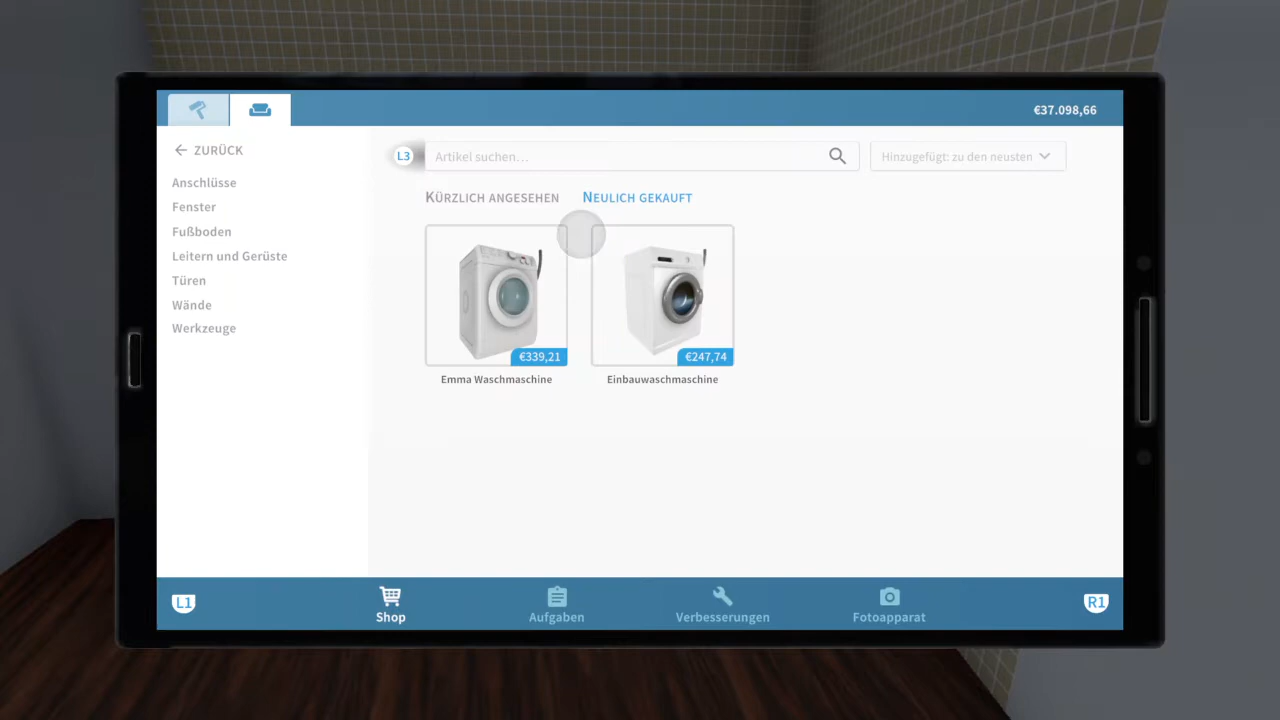 €37.098,66
ZURÜCK
Anschlüsse
Fenster
Fußboden
Leitern und Gerüste
Türen
Wände
Werkzeuge
L3
Artikel suchen...
Hinzugefügt: zu den neusten
KÜRZLICH ANGESEHEN
NEULICH GEKAUFT
€339,21
Emma Waschmaschine
€247,74
Einbauwaschmaschine
L1
Shop
Aufgaben
Verbesserungen
Fotoapparat
R1